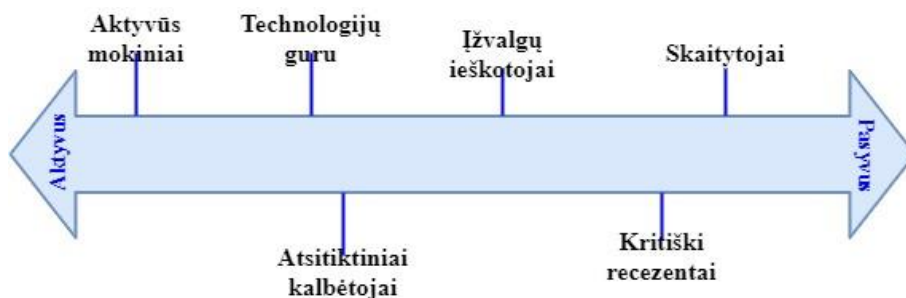 Aktyvūs
mokiniai
Technologijų
guru
Įžvalgų
ieškotojai
Skaitytojai
Aktyvus
Pasyvus
Atsitiktiniai
kalbėtojai
Kritiški
recezentai